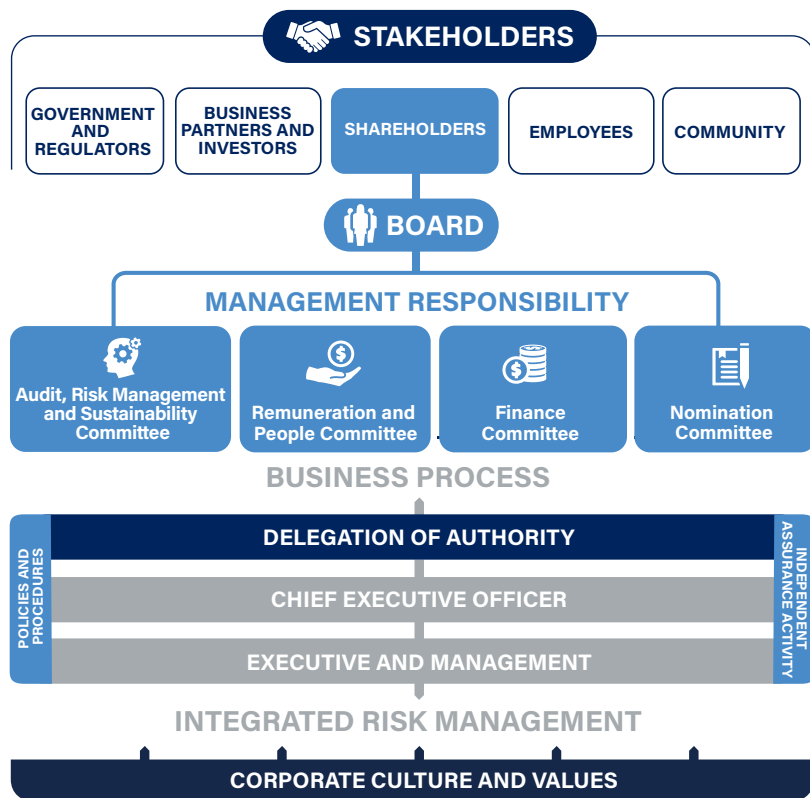 STAKEHOLDERS
GOVERNMENT
AND
REGULATORS
BUSINESS
PARTNERS AND
INVESTORS
SHAREHOLDERS
EMPLOYEES
COMMUNITY
BOARD
MANAGEMENT RESPONSIBILITY
Audit, Risk Management
and Sustainability
Committee
Remuneration and
People Committee
Finance
Committee
Nomination
Committee
BUSINESS PROCESS
POLICIES AND
PROCEDURES
DELEGATION OF AUTHORITY
CHIEF EXECUTIVE OFFICER
EXECUTIVE AND MANAGEMENT
INDEPENDENT
ASSURANCE ACTIVITY
INTEGRATED RISK MANAGEMENT
CORPORATE CULTURE AND VALUES